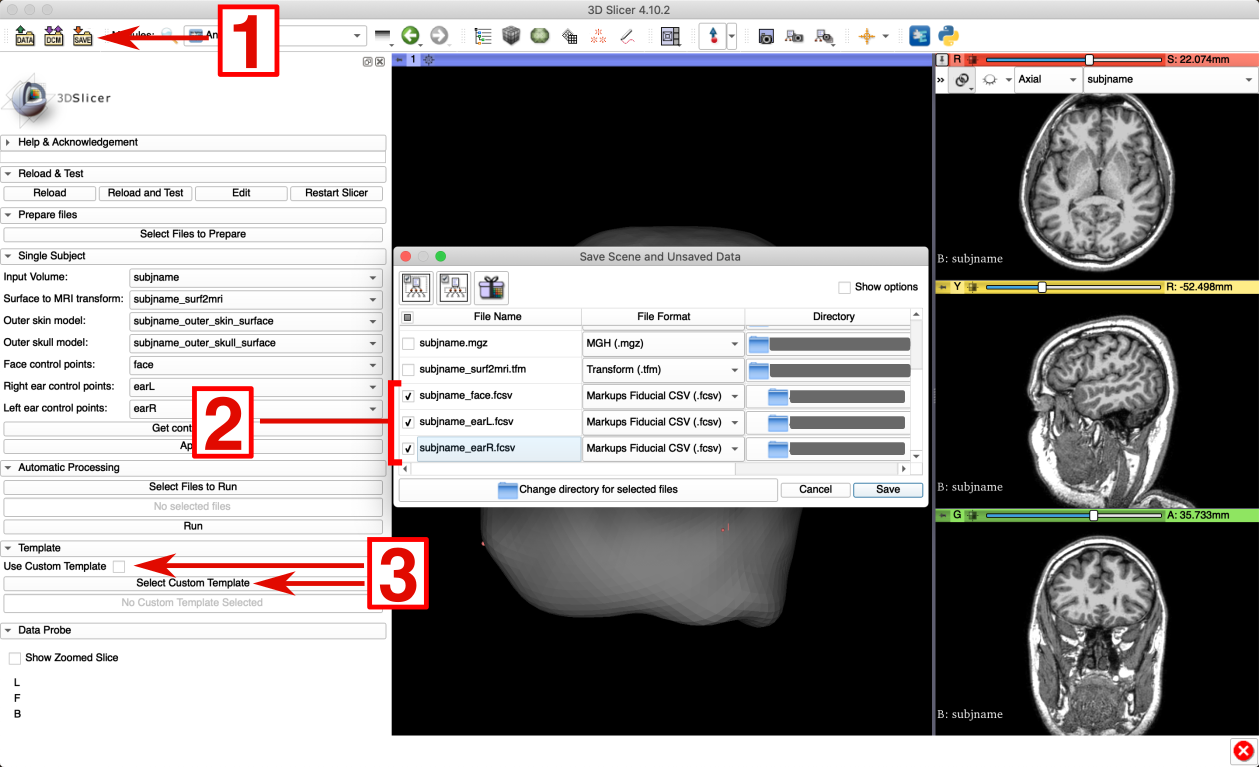 3D Slicer 4.10.2
DATA DCM SAVE
1
1
3DSlicer
Help & Acknowledgement
Reload & Test
Reload Reload and Test Edit Restart Slicer
Prepare files
Select Files to Prepare
Single Subject
Input Volume: subjname
Surface to MRI transform: subjname_surf2mri
Outer skin model: subjname_outer_skin_surface
Outer skull model: subjname_outer_skull_surface
Face control points: face
Right ear control points: earL
Left ear control points: earR
2
Automatic Processing
Select Files to Run
No selected files
Run
Template
Use Custom Template
Select Custom Template
3
No Custom Template Selected
Data Probe
Show Zoomed Slice
L
F
B
Save Scene and Unsaved Data
Show options
File Name File Format Directory
subjname.mgz MGH (.mgz)
subjname_surf2mri.tfm Transform (.tfm)
subjname_face.fcsv Markups Fiducial CSV (.fcsv)
subjname_earL.fcsv Markups Fiducial CSV (.fcsv)
subjname_earR.fcsv Markups Fiducial CSV (.fcsv)
Change directory for selected files Cancel Save
R S: 22.074mm
Axial subjname
B: subjname
Y R: -52.498mm
B: subjname
G A: 35.733mm
B: subjname